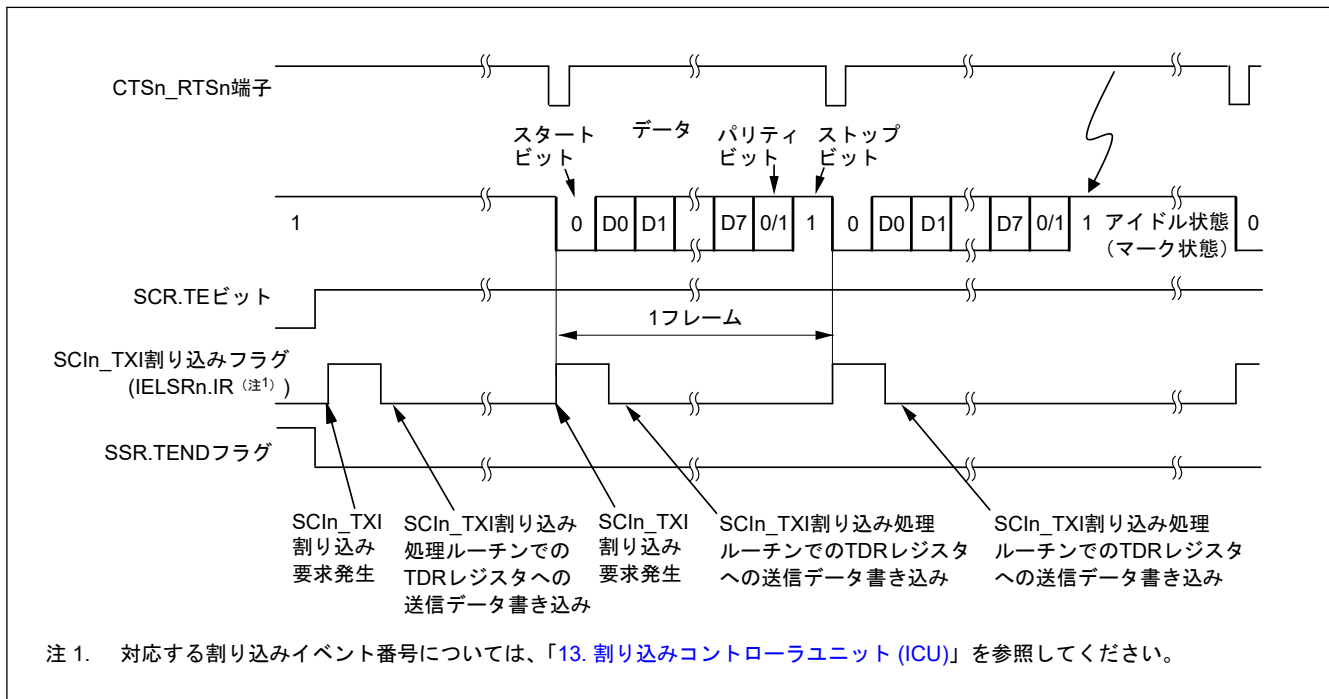 CTSn_RTSn端子
スタート
ビット
データ
パリティ
ビット
ストップ
ビット
1
0
D0
D1
D7
0/1
1
0
D0
D1
D7
0/1
1
アイドル状態
(マーク状態)
0
SCR.TEビット
1フレーム
SCIn_TXI割り込みフラグ
(IELSRn.IR (注1) )
SSR.TENDフラグ
SCIn_TXI
割り込み
要求発生
SCIn_TXI割り込み
処理ルーチンでの
TDRレジスタへの
送信データ書き込み
SCIn_TXI
割り込み
要求発生
SCIn_TXI割り込み処理
ルーチンでのTDRレジスタ
への送信データ書き込み
SCIn_TXI割り込み処理
ルーチンでのTDRレジスタ
への送信データ書き込み
注 1. 対応する割り込みイベント番号については、「13. 割り込みコントローラユニット (ICU)」を参照してください。